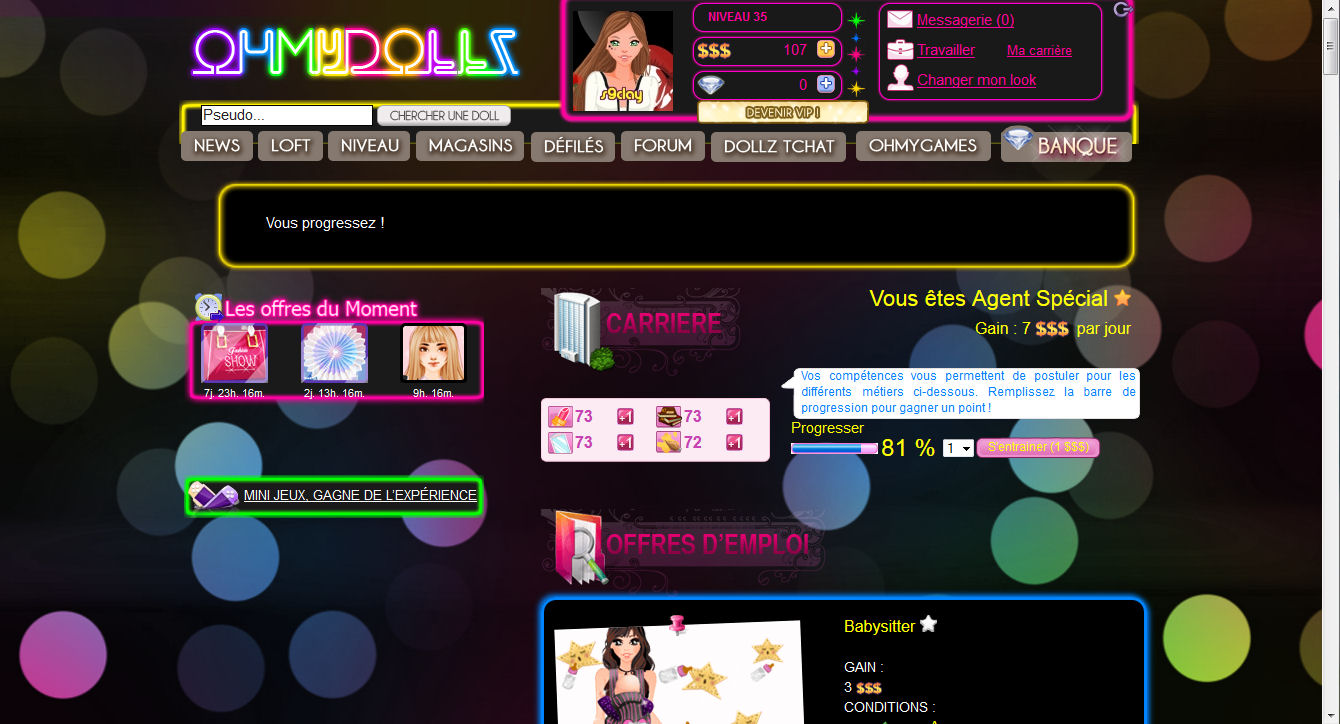 OHMYDOLLZ
NIVEAU 35
$$$ 107
0
DEVENIR VIP !
s9clay
Messagerie (0)
Travailler Ma carrière
Changer mon look
Pseudo... CHERCHER UNE DOLL
NEWS LOFT NIVEAU MAGASINS DÉFILÉS FORUM DOLLZ TCHAT OHMYGAMES BANQUE
Vous progressez !
Les offres du Moment
Fashion
SHOW
7j. 23h. 16m. 2j. 13h. 16m. 9h. 16m.
MINI JEUX, GAGNE DE L'EXPÉRIENCE
CARRIERE
Vous êtes Agent Spécial
Gain : 7 $$$ par jour
73 +1 73 +1
73 +1 72 +1
Vos compétences vous permettent de postuler pour les
différents métiers ci-dessous. Remplissez la barre de
progression pour gagner un point !
Progresser
81 % 1 S'entrainer (1 $$$)
OFFRES D'EMPLOI
Babysitter
GAIN :
3 $$$
CONDITIONS :